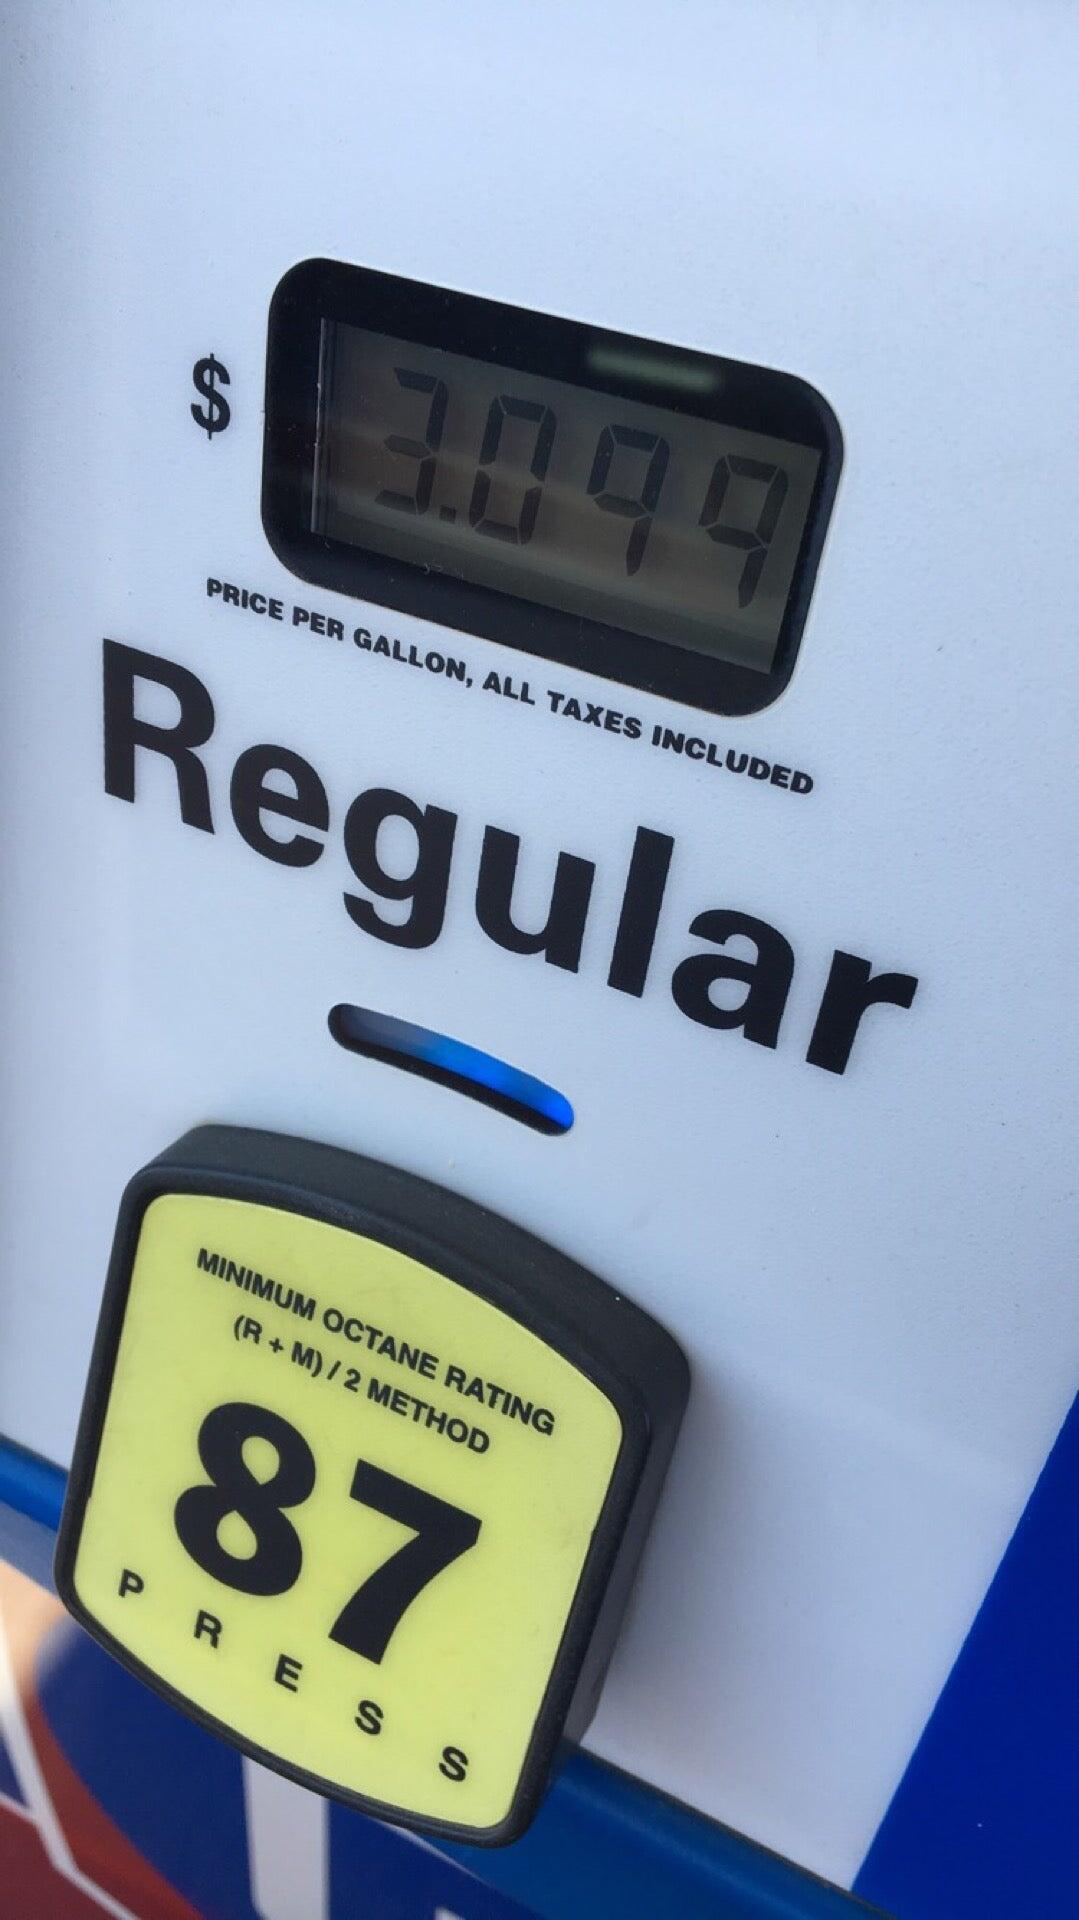 $ 3.099
PRICE PER GALLON, ALL TAXES INCLUDED
Regular
MINIMUM OCTANE RATING
(R + M) / 2 METHOD
87
PRESS